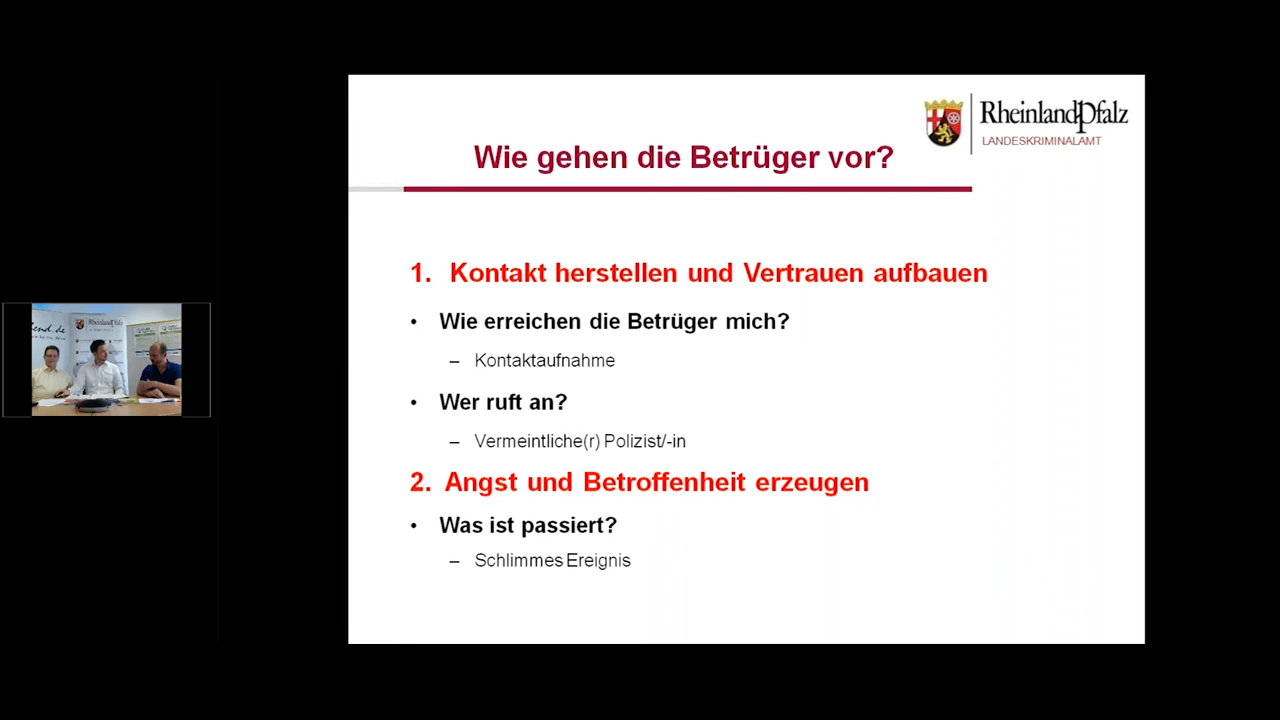 RheinlandPfalz
LANDESKRIMINALAMT
Wie gehen die Betrüger vor?
1. Kontakt herstellen und Vertrauen aufbauen
• Wie erreichen die Betrüger mich?
– Kontaktaufnahme
• Wer ruft an?
– Vermeintliche(r) Polizist/-in
2. Angst und Betroffenheit erzeugen
• Was ist passiert?
– Schlimmes Ereignis
RheinlandPfalz